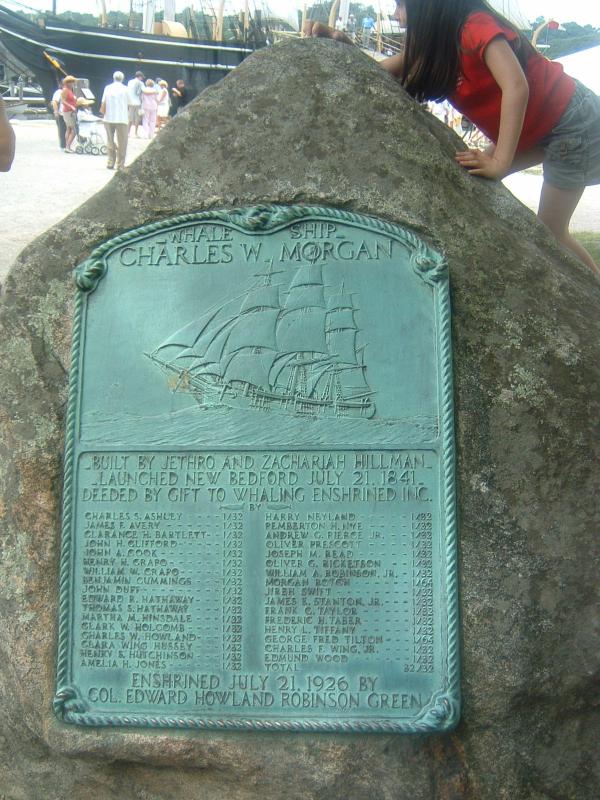 WHALE SHIP
CHARLES W. MORGAN
BUILT BY JETHRO AND ZACHARIAH HILLMAN
LAUNCHED NEW BEDFORD JULY 21. 1841.
DEEDED BY GIFT TO WHALING ENSHRINED INC.
BY
CHARLES S. ASHLEY 1/32
JAMES F. AVERY 1/32
CLARANCE H. BARTLETT 1/32
JOHN H. CLIFFORD 1/32
JOHN A. COOK 1/32
HENRY H. CRAPO 1/32
WILLIAM W. CRAPO 1/32
BENJAMIN CUMMINGS 1/32
JOHN DUFF 1/32
EDWARD R. HATHAWAY 1/32
THOMAS S. HATHAWAY 1/32
MARTHA M. HINSDALE 1/32
CLARK W. HOLCOMB 1/32
CHARLES W. HOWLAND 1/32
CLARA WING HUSSEY 1/32
HENRY S. HUTCHINSON 1/32
AMELIA H. JONES 1/32
HARRY NEYLAND 1/32
PEMBERTON H. NYE 1/32
ANDREW G. PIERCE JR. 1/32
OLIVER PRESCOTT 1/32
JOSEPH M. READ 1/32
OLIVER G. RICKETSON 1/32
WILLIAM A. ROBINSON, JR. 1/32
MORGAN ROTCH 1/64
JIREH SWIFT 1/32
JAMES E. STANTON, JR. 1/32
FRANK C. TAYLOR 1/32
FREDERIC H. TABER 1/32
HENRY L. TIFFANY 1/32
GEORGE FRED TILTON 1/64
CHARLES F. WING, JR. 1/32
EDMUND WOOD 1/32
TOTAL 32/32
ENSHRINED JULY 21, 1926 BY
COL. EDWARD HOWLAND ROBINSON GREEN